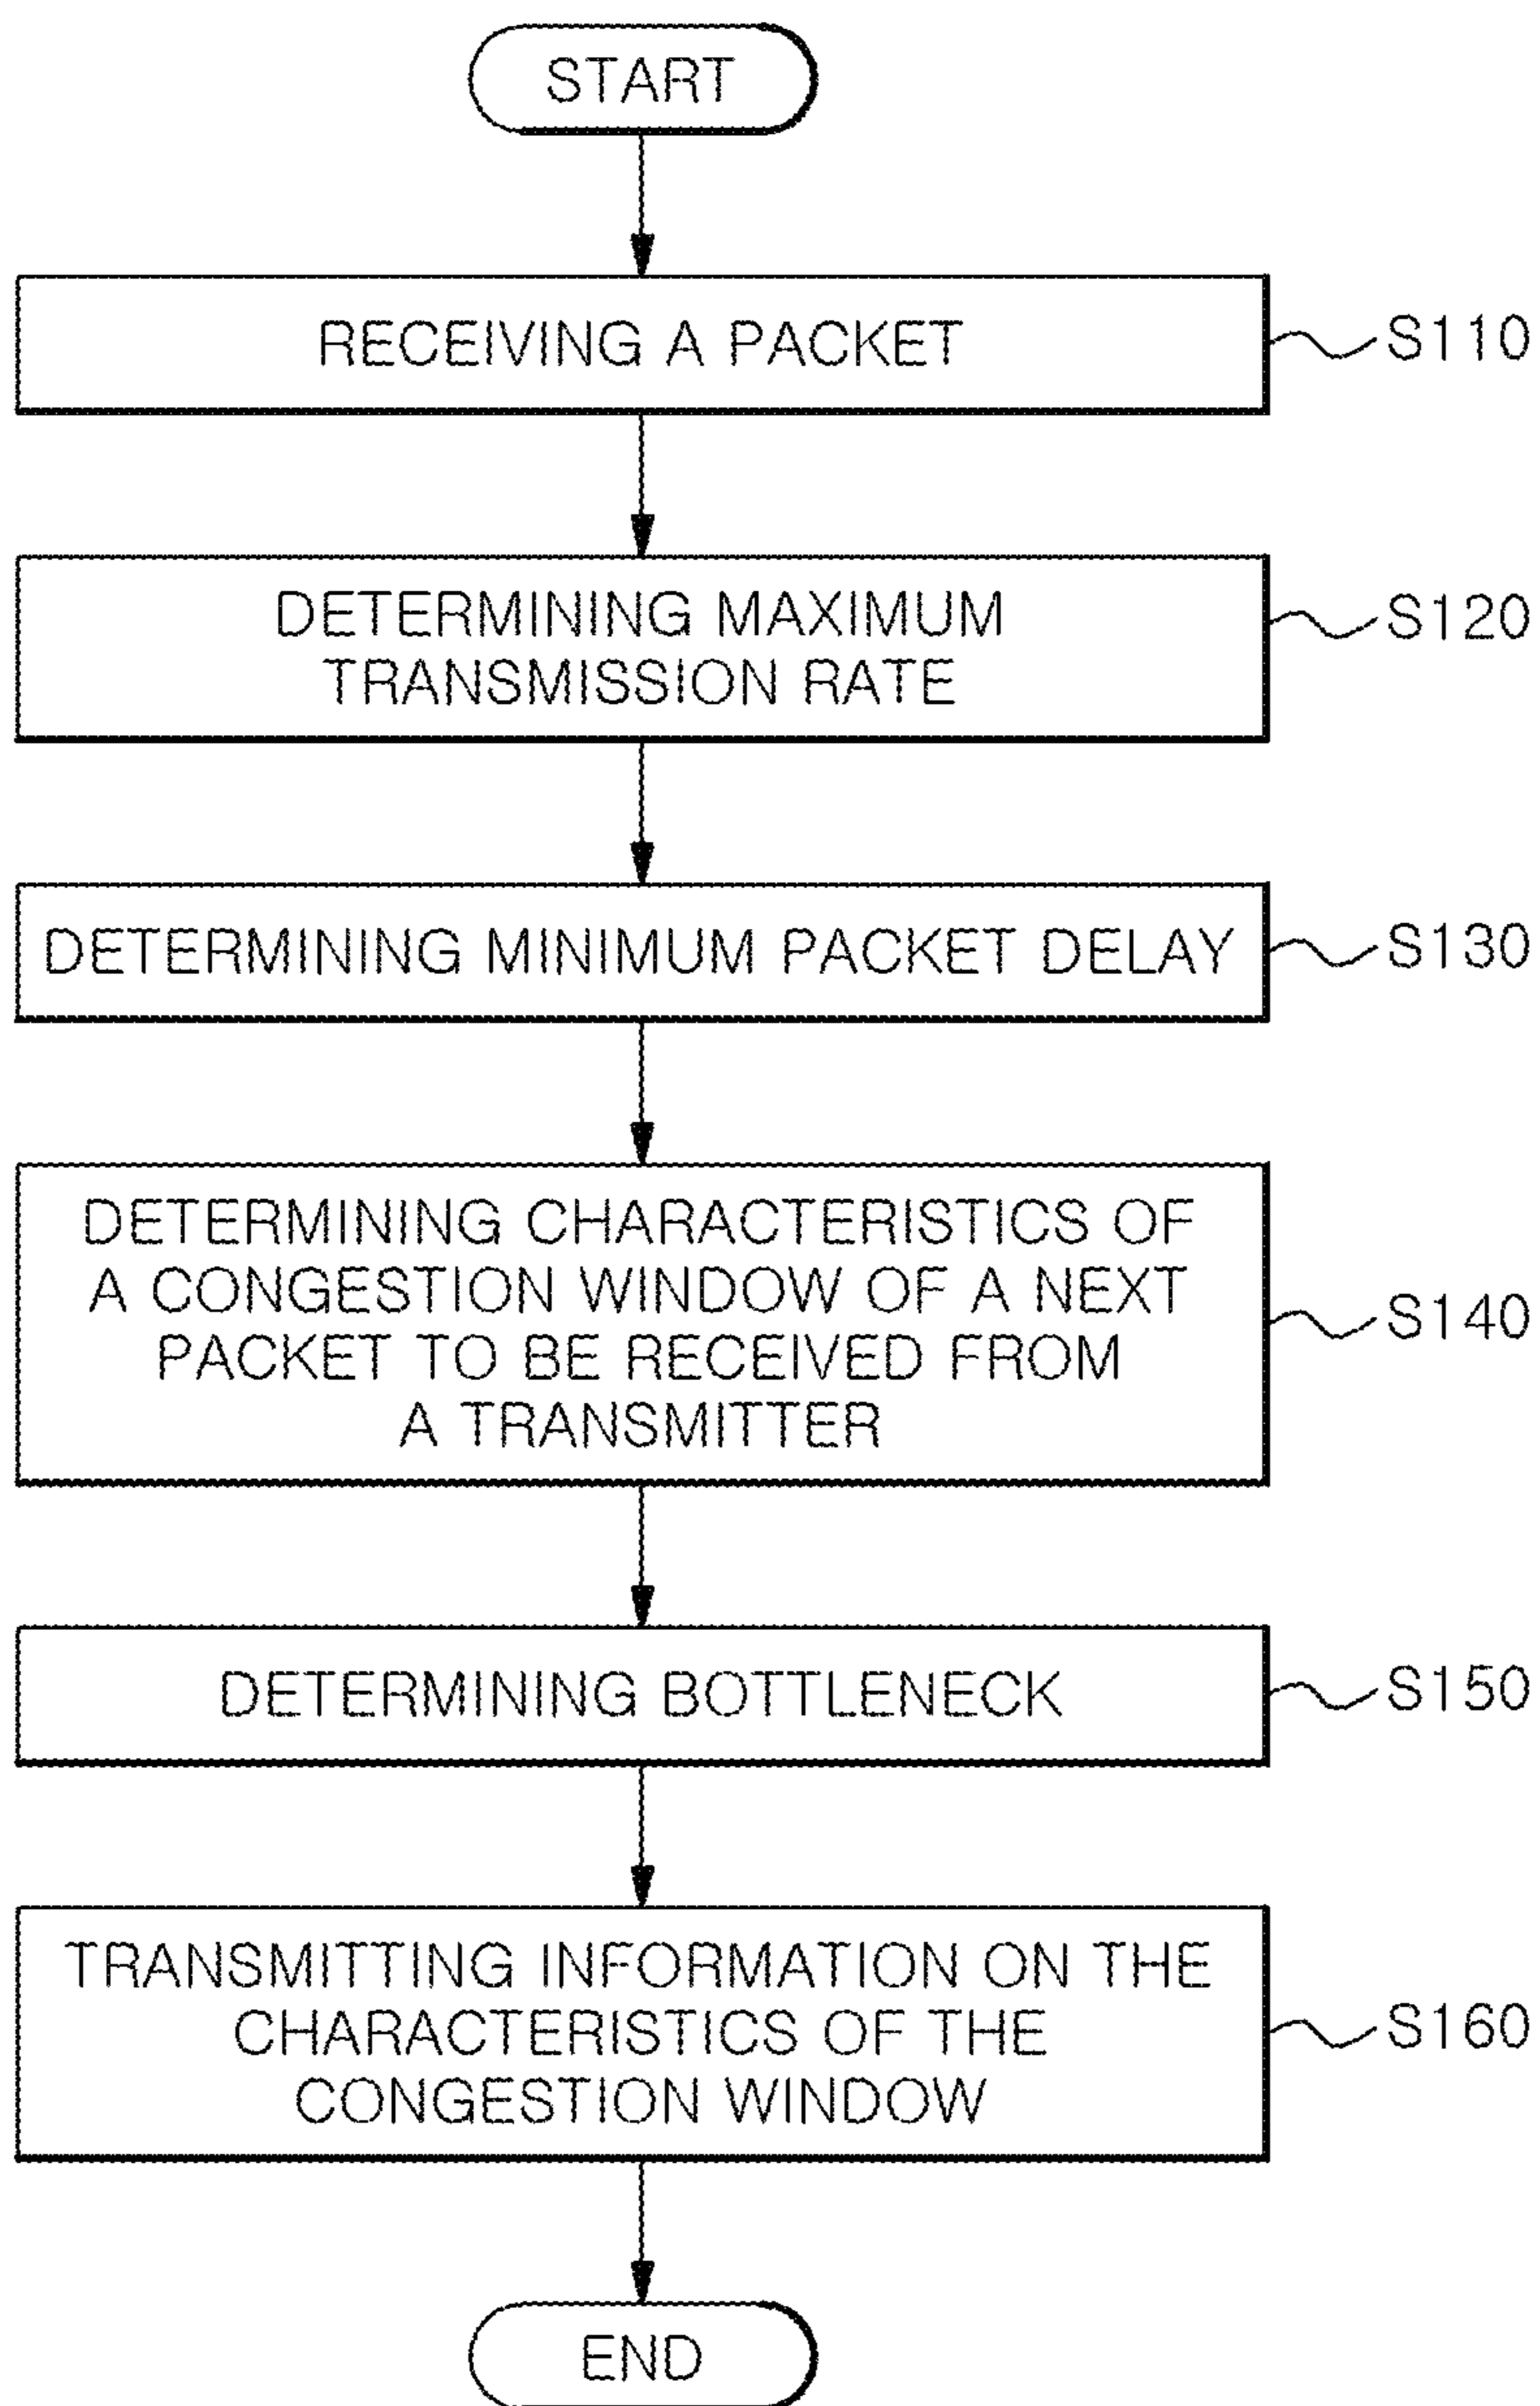 START
RECEIVING A PACKET
S110
DETERMINING MAXIMUM
TRANSMISSION RATE
S120
DETERMINING MINIMUM PACKET DELAY
S130
DETERMINING CHARACTERISTICS OF
A CONGESTION WINDOW OF A NEXT
PACKET TO BE RECEIVED FROM
A TRANSMITTER
S140
DETERMINING BOTTLENECK
S150
TRANSMITTING INFORMATION ON THE
CHARACTERISTICS OF THE
CONGESTION WINDOW
S160
END